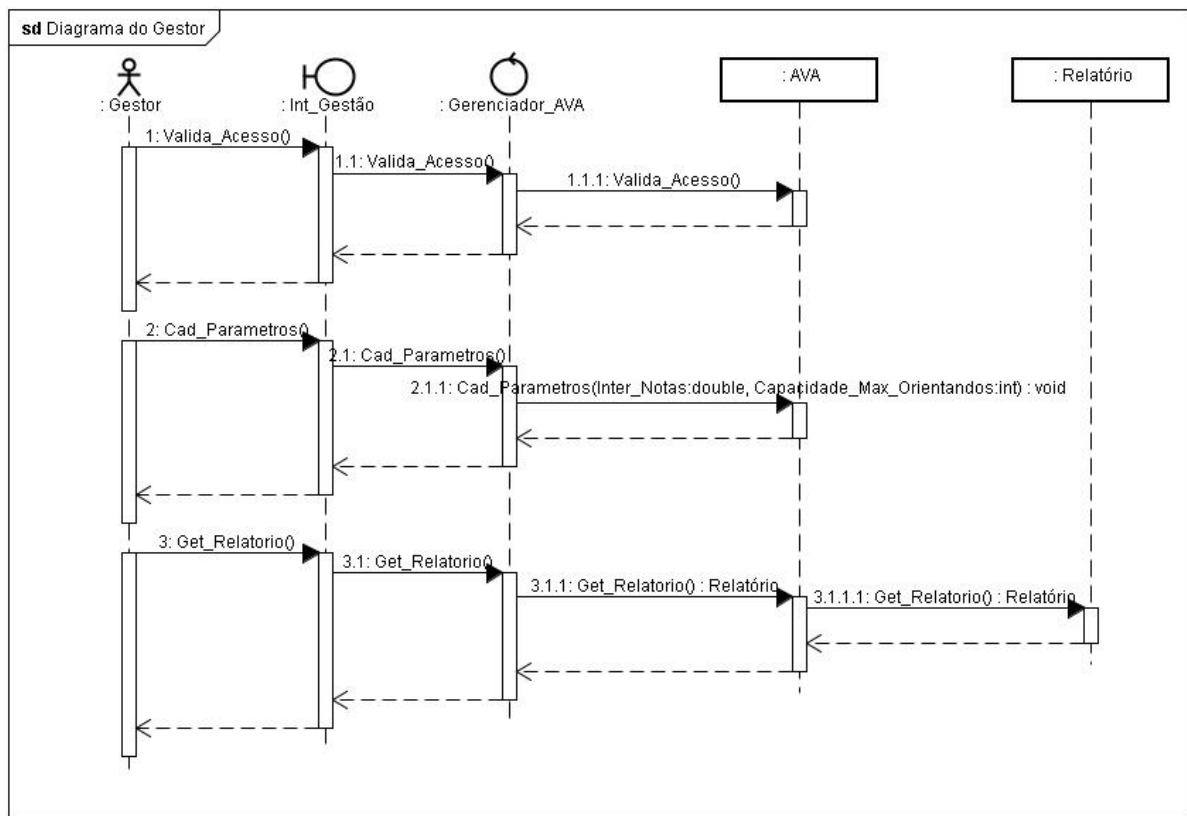 sd Diagrama do Gestor
: Gestor
: Int_Gestão
: Gerenciador_AVA
: AVA
: Relatório
1: Valida_Acesso()
1.1: Valida_Acesso()
1.1.1: Valida_Acesso()
2: Cad_Parametros()
2.1: Cad_Parametros()
2.1.1: Cad_Parametros(Inter_Notas:double, Capacidade_Max_Orientandos:int) : void
3: Get_Relatorio()
3.1: Get_Relatorio()
3.1.1: Get_Relatorio() : Relatório
3.1.1.1: Get_Relatorio() : Relatório